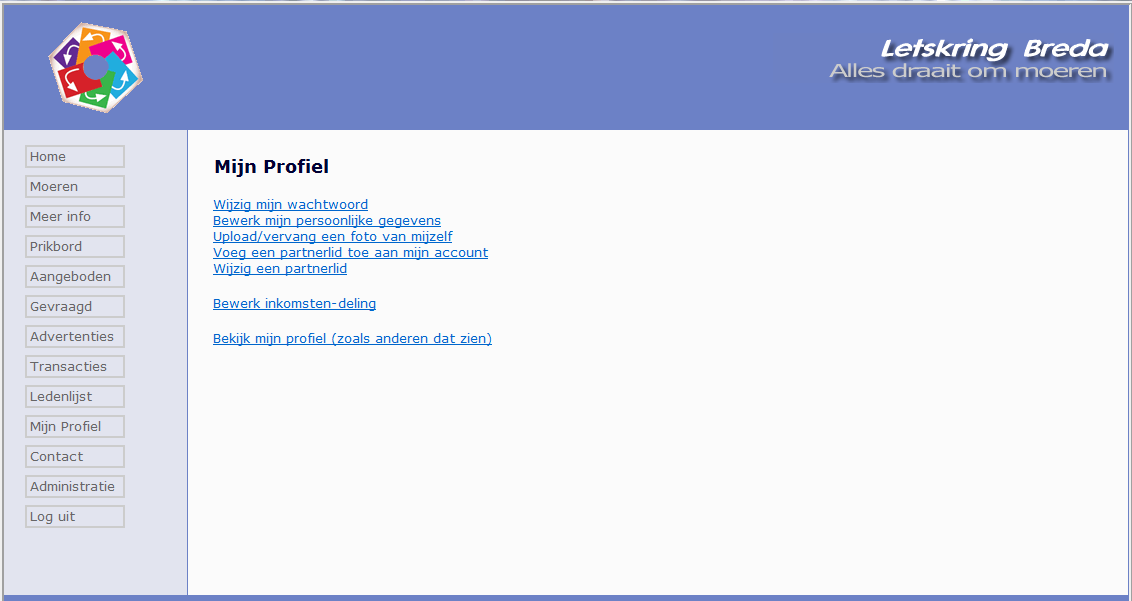 Letskring Breda
Alles draait om moeren
Home
Moeren
Meer info
Prikbord
Aangeboden
Gevraagd
Advertenties
Transacties
Ledenlijst
Mijn Profiel
Contact
Administratie
Log uit
Mijn Profiel
Wijzig mijn wachtwoord
Bewerk mijn persoonlijke gegevens
Upload/vervang een foto van mijzelf
Voeg een partnerlid toe aan mijn account
Wijzig een partnerlid
Bewerk inkomsten-deling
Bekijk mijn profiel (zoals anderen dat zien)